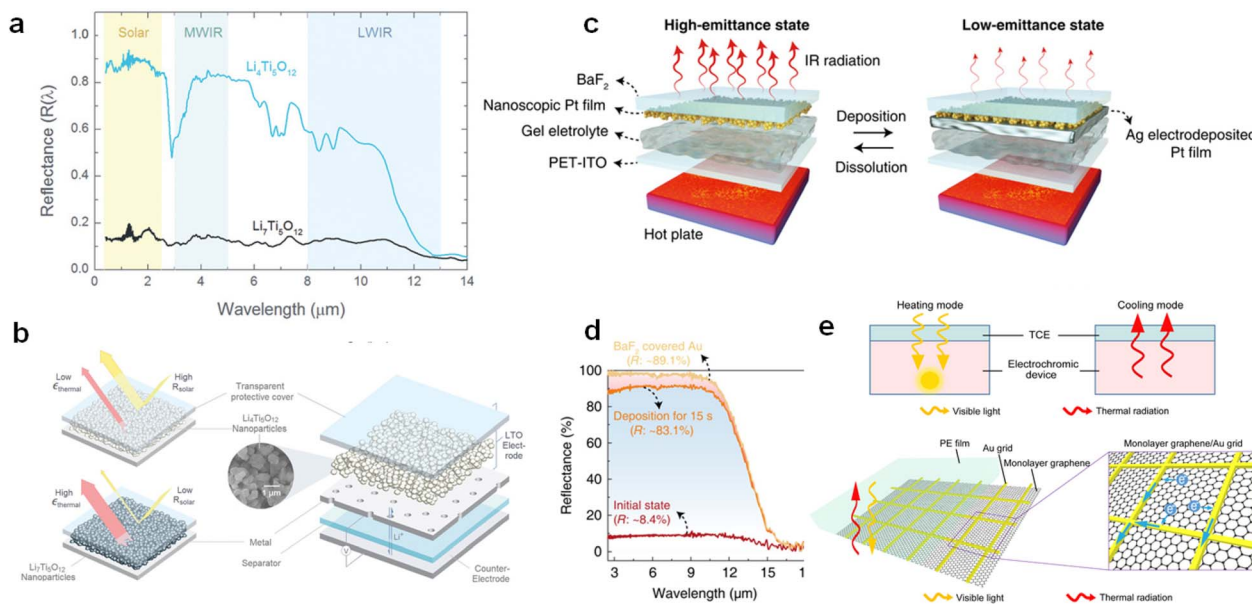 a
Solar
MWIR
LWIR
Li4Ti5O12
Li7Ti5O12
Reflectance (R(λ)
1.0
0.8
0.6
0.4
0.2
0.0
0
2
4
6
8
10
12
14
Wavelength (μm)
b
Low
ϵthermal
High
Rsolar
Transparent
protective cover
Li4Ti5O12
Nanoparticles
1 μm
LTO
Elect-
rode
High
ϵthermal
Low
Rsolar
Metal
Separator
Li7Ti5O12
Nanoparticles
V
Li+
Counter-
Electrode
c
High-emittance state
Low-emittance state
IR radiation
BaF2
Nanoscopic Pt film
Gel eletrolyte
PET-ITO
Hot plate
Deposition
Dissolution
Ag electrodeposited
Pt film
d
BaF2 covered Au
(R: ~89.1%)
Deposition for 15 s
(R: ~83.1%)
Initial state
(R: ~8.4%)
Reflectance (%)
100
80
60
40
20
0
3
6
9
12
15
1
Wavelength (μm)
e
Heating mode
Cooling mode
TCE
Electrochromic
device
Visible light
Thermal radiation
PE film
Au grid
Monolayer graphene
Monolayer graphene/Au grid
e-
e-
e-
Visible light
Thermal radiation